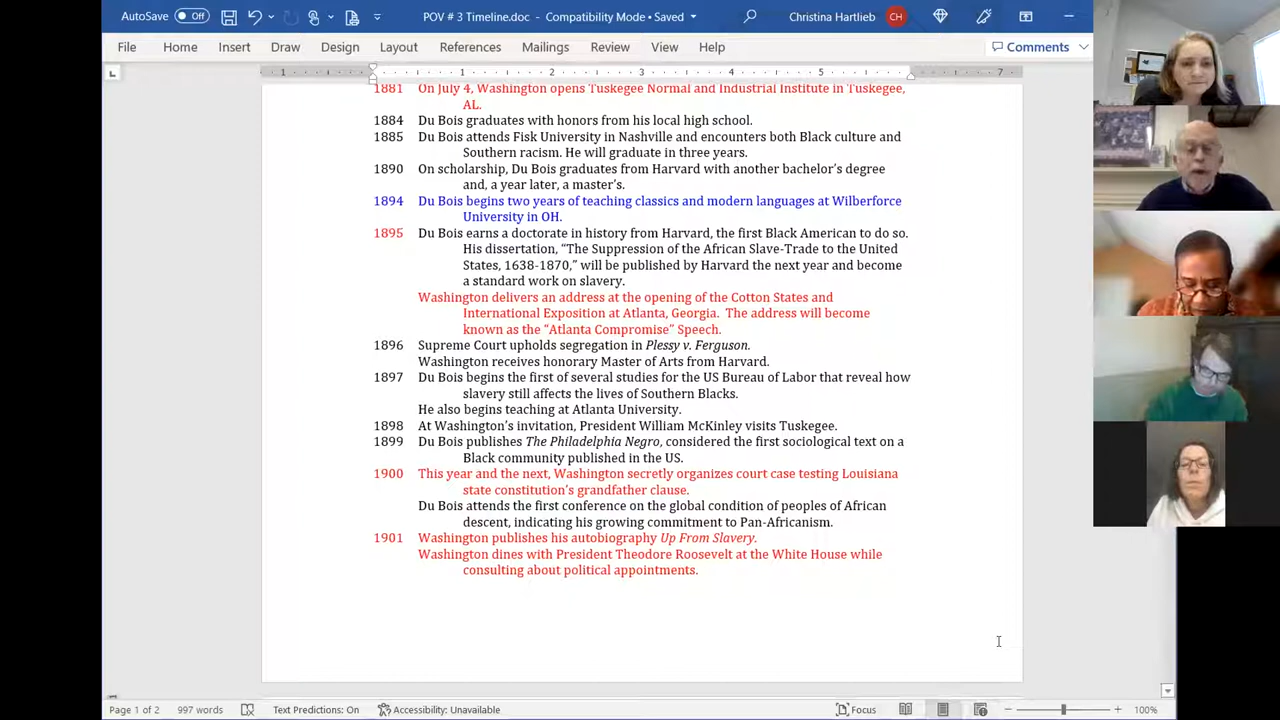 AutoSave Off POV # 3 Timeline.doc - Compatibility Mode • Saved Christina Hartlieb CH
File Home Insert Draw Design Layout References Mailings Review View Help Comments
1 1 2 3 4 5 7
1881 On July 4, Washington opens Tuskegee Normal and Industrial Institute in Tuskegee,
AL.
1884 Du Bois graduates with honors from his local high school.
1885 Du Bois attends Fisk University in Nashville and encounters both Black culture and
Southern racism. He will graduate in three years.
1890 On scholarship, Du Bois graduates from Harvard with another bachelor's degree
and, a year later, a master's.
1894 Du Bois begins two years of teaching classics and modern languages at Wilberforce
University in OH.
1895 Du Bois earns a doctorate in history from Harvard, the first Black American to do so.
His dissertation, “The Suppression of the African Slave-Trade to the United
States, 1638-1870,” will be published by Harvard the next year and become
a standard work on slavery.
Washington delivers an address at the opening of the Cotton States and
International Exposition at Atlanta, Georgia. The address will become
known as the “Atlanta Compromise” Speech.
1896 Supreme Court upholds segregation in Plessy v. Ferguson.
Washington receives honorary Master of Arts from Harvard.
1897 Du Bois begins the first of several studies for the US Bureau of Labor that reveal how
slavery still affects the lives of Southern Blacks.
He also begins teaching at Atlanta University.
1898 At Washington's invitation, President William McKinley visits Tuskegee.
1899 Du Bois publishes The Philadelphia Negro, considered the first sociological text on a
Black community published in the US.
1900 This year and the next, Washington secretly organizes court case testing Louisiana
state constitution's grandfather clause.
Du Bois attends the first conference on the global condition of peoples of African
descent, indicating his growing commitment to Pan-Africanism.
1901 Washington publishes his autobiography Up From Slavery.
Washington dines with President Theodore Roosevelt at the White House while
consulting about political appointments.
Page 1 of 2 997 words Text Predictions: On Accessibility: Unavailable Focus 100%